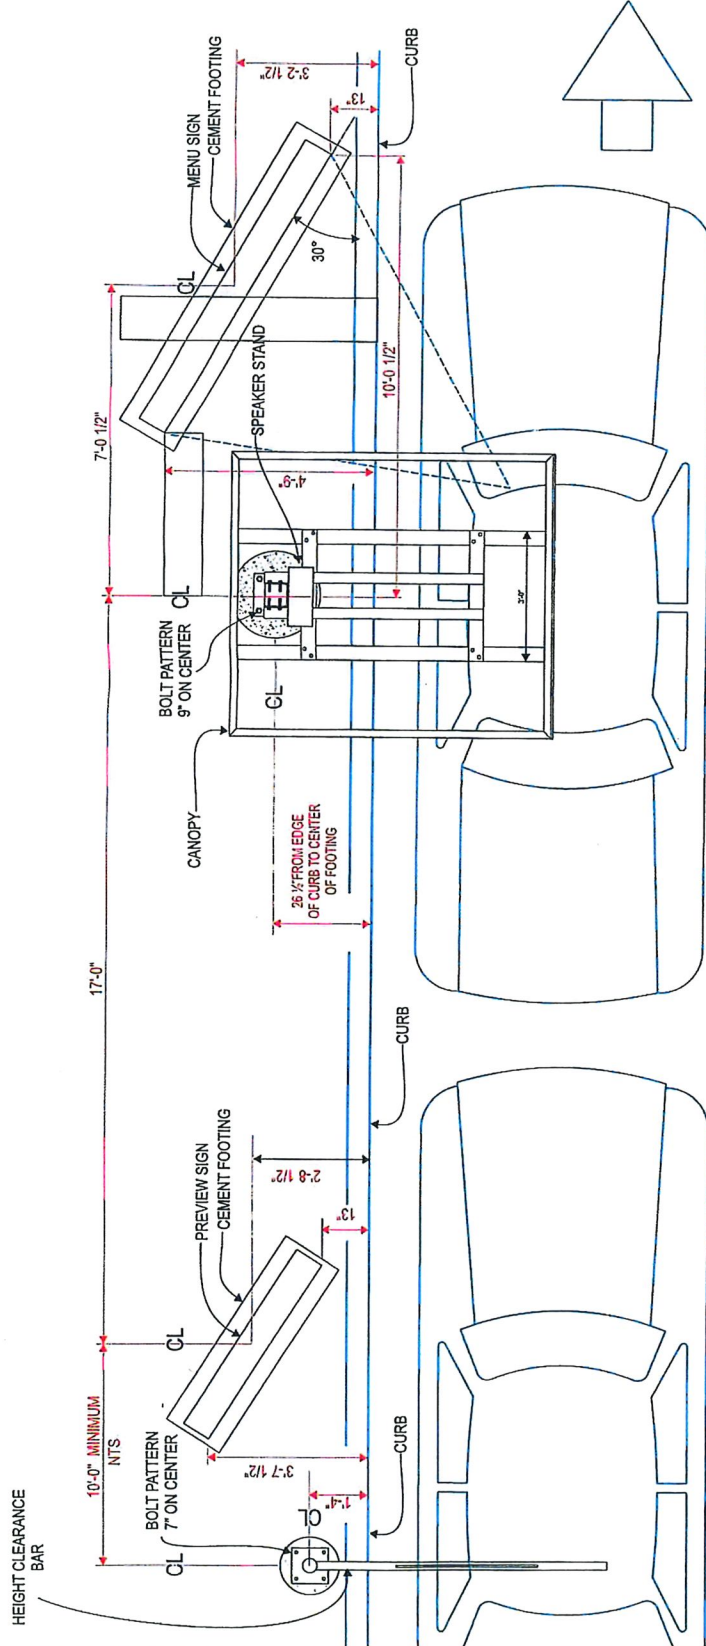 HEIGHT CLEARANCE
BAR
10'-0" MINIMUM
NTS
CL
BOLT PATTERN
7" ON CENTER
CL
1'-4"
3'-7 1/2"
CURB
CL
PREVIEW SIGN
CEMENT FOOTING
13"
2'-8 1/2"
CURB
17'-0"
26 ½" FROM EDGE
OF CURB TO CENTER
OF FOOTING
CANOPY
CL
BOLT PATTERN
9" ON CENTER
CL
3'-0"
SPEAKER STAND
4'-9"
7'-0 1/2"
10'-0 1/2"
CL
30°
MENU SIGN
CEMENT FOOTING
13"
3'-2 1/2"
CURB